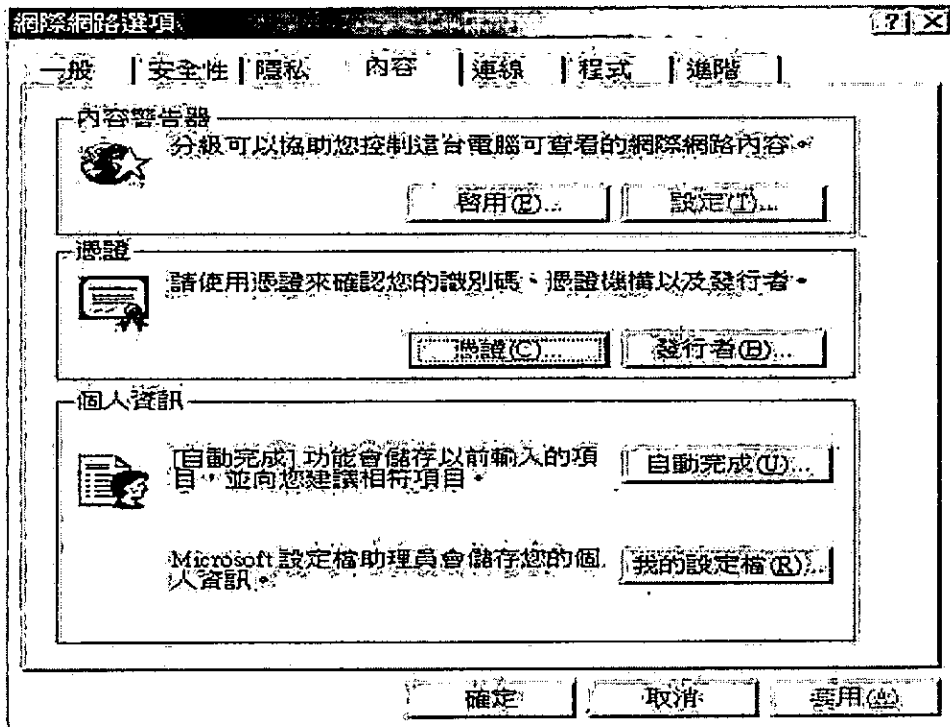 網際網路選項
? ×
一般 安全性 隱私 內容 連線 程式 進階
內容警告器
分級可以協助您控制這台電腦可查看的網際網路內容。
啓用(E)... 設定(T)...
憑證
請使用憑證來確認您的識別碼、憑證機構以及發行者。
憑證(C)... 發行者(B)...
個人資訊
[自動完成] 功能會儲存以前輸入的項
目，並向您建議相符項目。
自動完成(U)...
Microsoft 設定檔助理員會儲存您的個
人資訊。
我的設定檔(R)...
確定 取消 套用(A)